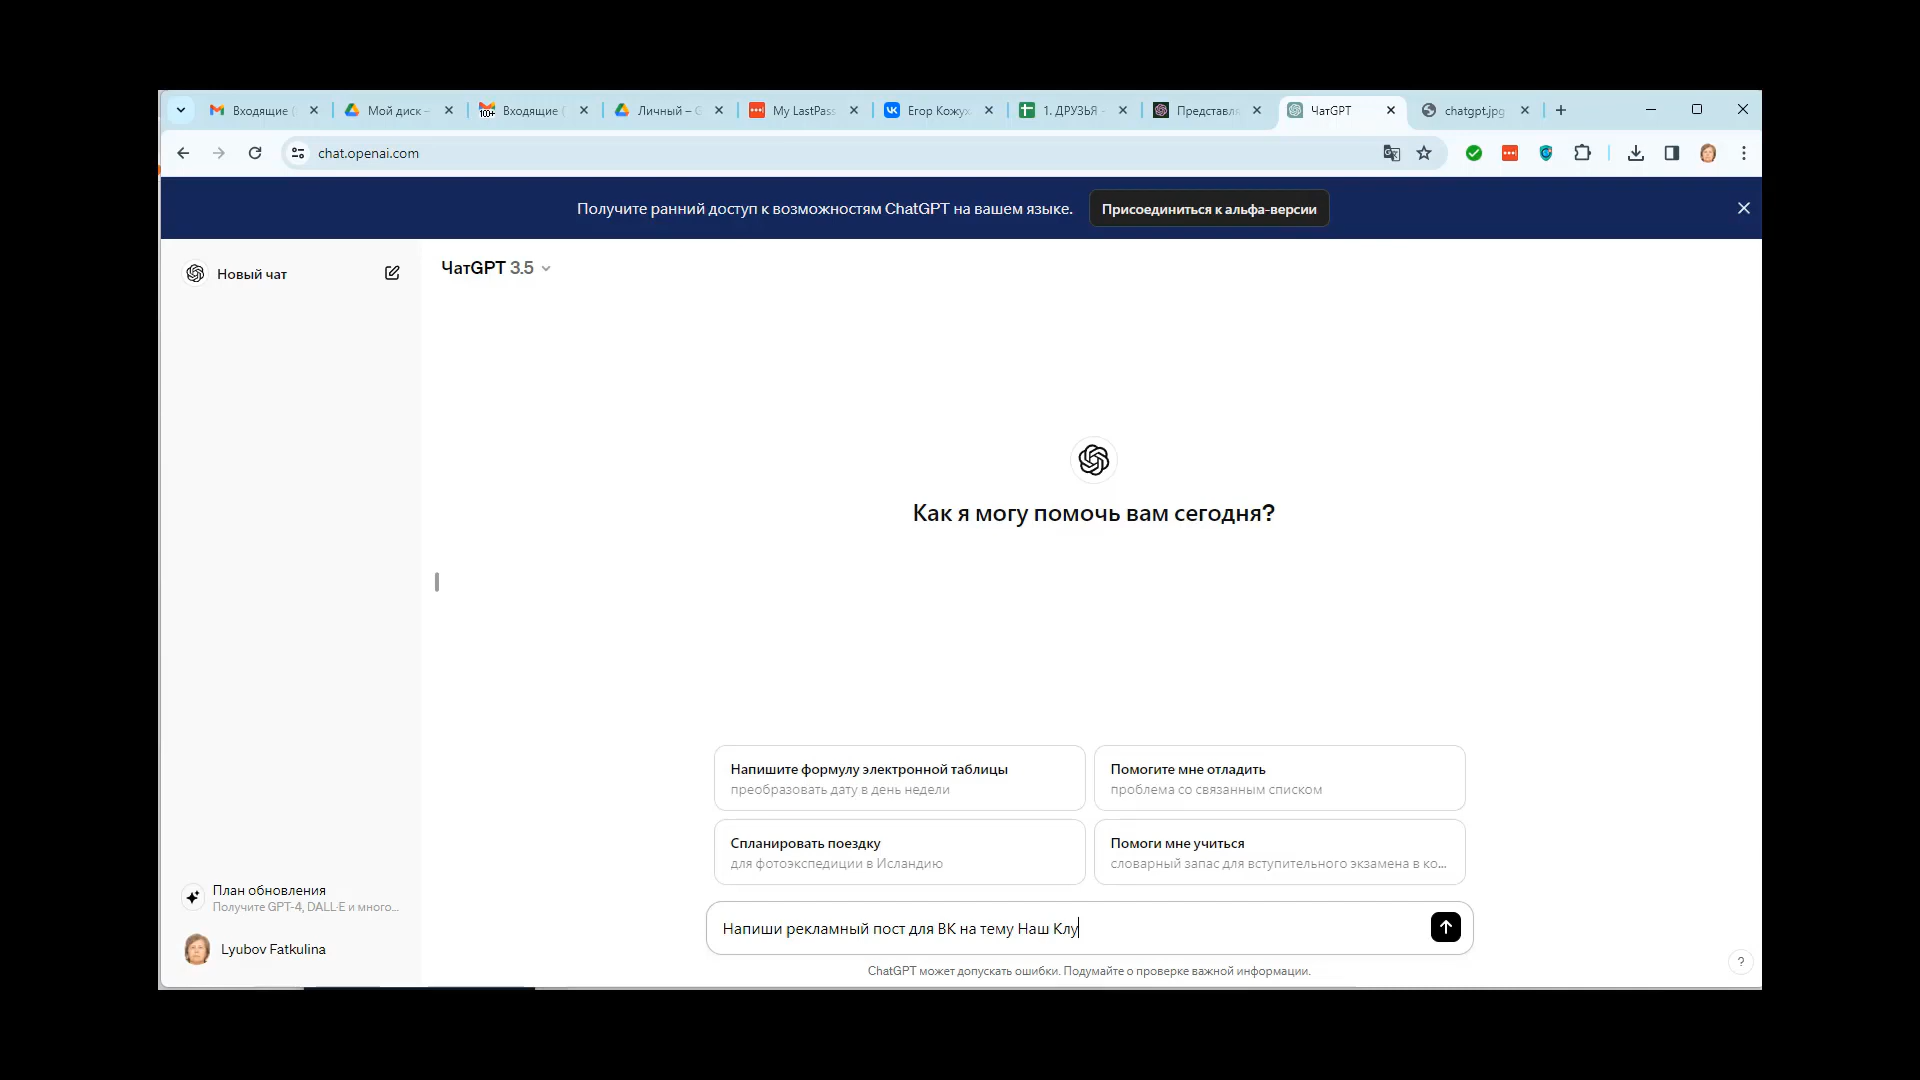 Входящие (
Мой диск –
100+
Входящие (
Личный – G
My LastPass
Егор Кожух
1. ДРУЗЬЯ -
Представля
ЧатGPT
chatgpt.jpg
chat.openai.com
Получите ранний доступ к возможностям ChatGPT на вашем языке.
Присоединиться к альфа-версии
Новый чат
ЧатGPT 3.5
Как я могу помочь вам сегодня?
Напишите формулу электронной таблицы
преобразовать дату в день недели
Помогите мне отладить
проблема со связанным списком
Спланировать поездку
для фотоэкспедиции в Исландию
Помоги мне учиться
словарный запас для вступительного экзамена в ко...
План обновления
Получите GPT-4, DALL·E и много...
Lyubov Fatkulina
Напиши рекламный пост для ВК на тему Наш Клу
ChatGPT может допускать ошибки. Подумайте о проверке важной информации.
?